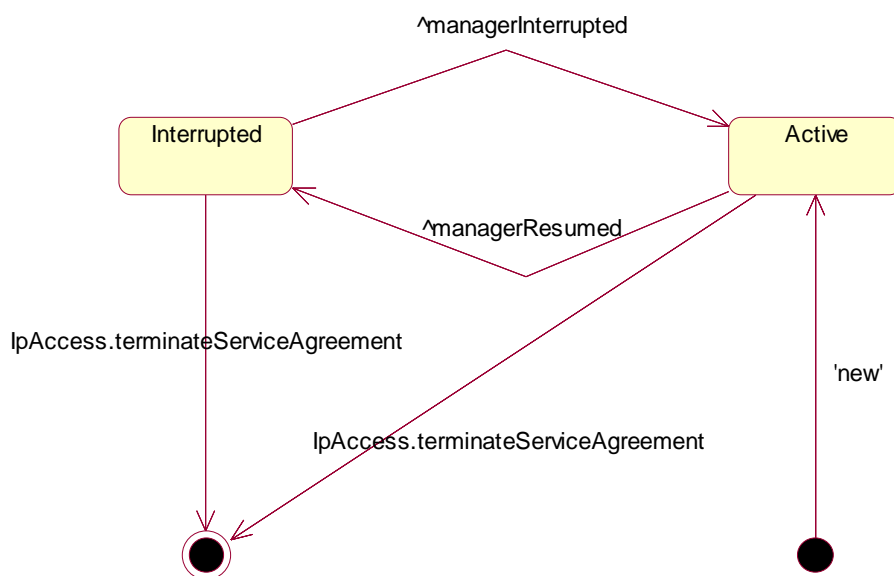 ^managerInterrupted
Interrupted
Active
^managerResumed
IpAccess.terminateServiceAgreement
'new'
IpAccess.terminateServiceAgreement